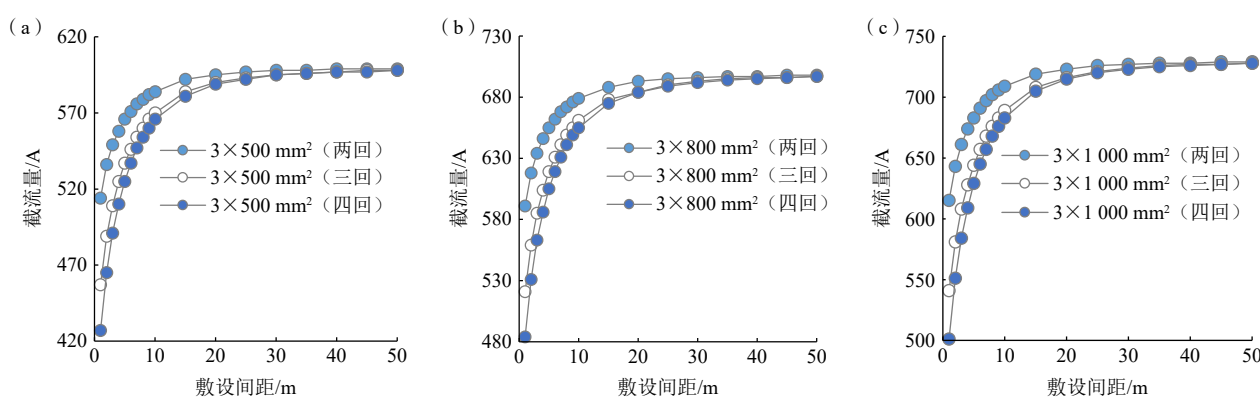 (a)
620
570
520
470
420
截流量/A
3×500 mm²（两回）
3×500 mm²（三回）
3×500 mm²（四回）
0 10 20 30 40 50
敷设间距/m
(b)
730
680
630
580
530
480
截流量/A
3×800 mm²（两回）
3×800 mm²（三回）
3×800 mm²（四回）
0 10 20 30 40 50
敷设间距/m
(c)
750
700
650
600
550
500
截流量/A
3×1 000 mm²（两回）
3×1 000 mm²（三回）
3×1 000 mm²（四回）
0 10 20 30 40 50
敷设间距/m